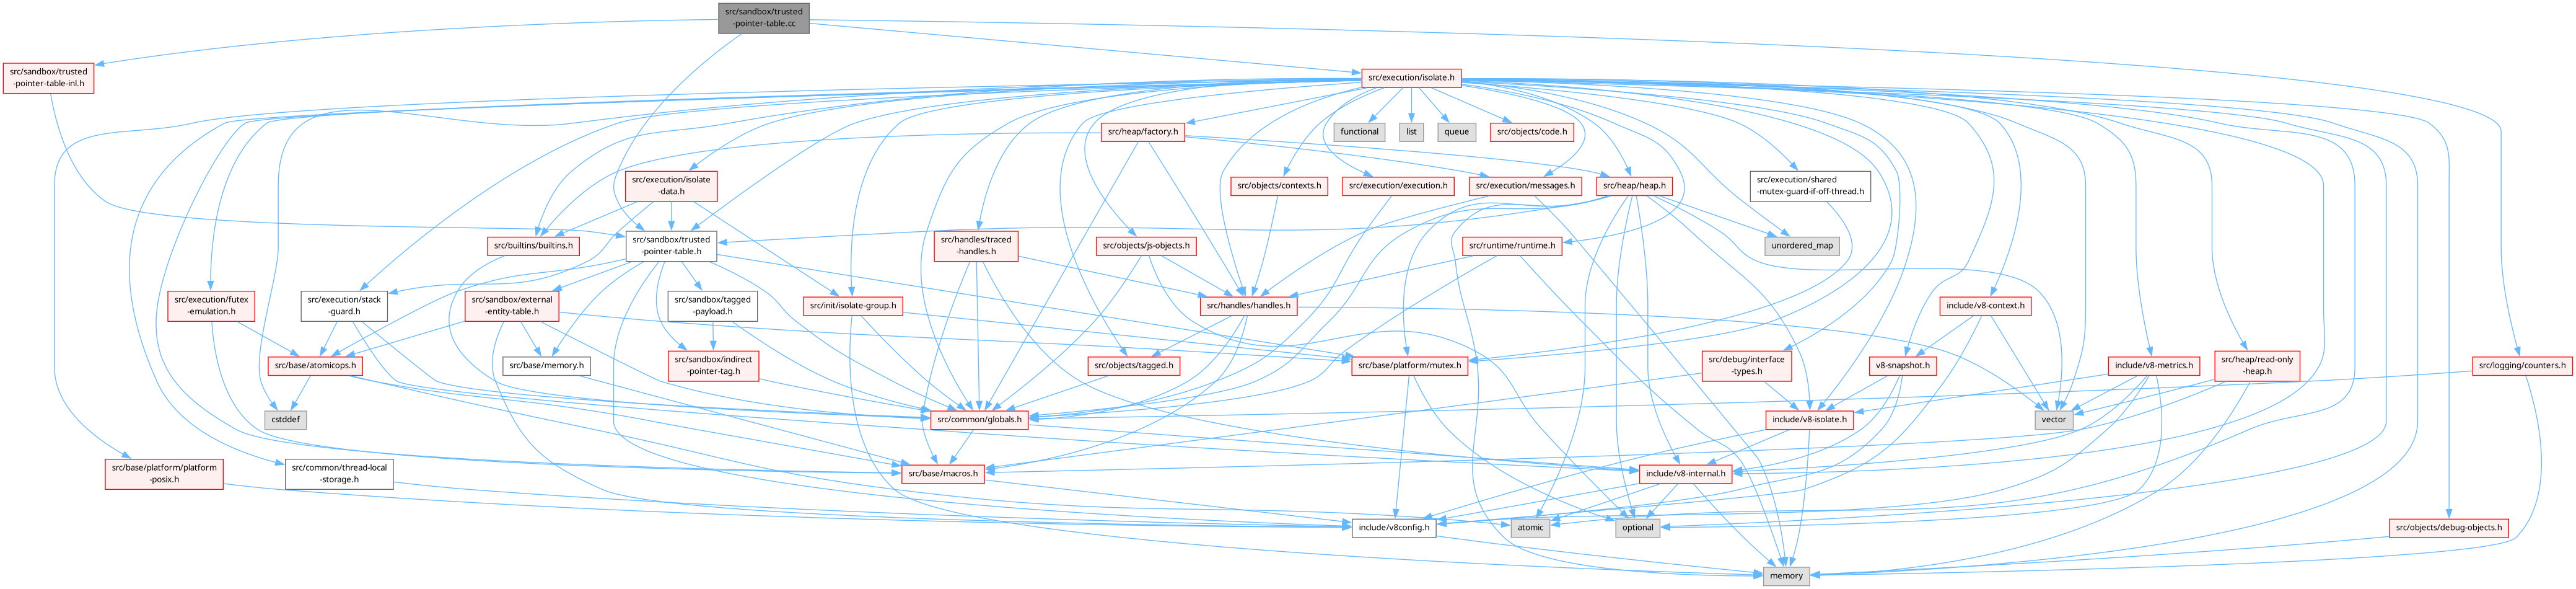 src/sandbox/trusted
-pointer-table.cc
src/sandbox/trusted
-pointer-table-inl.h
src/execution/isolate.h
src/heap/factory.h
functional
list
queue
src/objects/code.h
src/execution/isolate
-data.h
src/objects/contexts.h
src/execution/execution.h
src/execution/messages.h
src/heap/heap.h
src/execution/shared
-mutex-guard-if-off-thread.h
src/builtins/builtins.h
src/sandbox/trusted
-pointer-table.h
src/handles/traced
-handles.h
src/objects/js-objects.h
src/runtime/runtime.h
unordered_map
src/execution/futex
-emulation.h
src/execution/stack
-guard.h
src/sandbox/external
-entity-table.h
src/sandbox/tagged
-payload.h
src/init/isolate-group.h
src/handles/handles.h
include/v8-context.h
src/base/atomicops.h
src/base/memory.h
src/sandbox/indirect
-pointer-tag.h
src/objects/tagged.h
src/base/platform/mutex.h
src/debug/interface
-types.h
v8-snapshot.h
include/v8-metrics.h
src/heap/read-only
-heap.h
src/logging/counters.h
cstddef
src/common/globals.h
include/v8-isolate.h
vector
src/base/platform/platform
-posix.h
src/common/thread-local
-storage.h
src/base/macros.h
include/v8-internal.h
include/v8config.h
atomic
optional
src/objects/debug-objects.h
memory